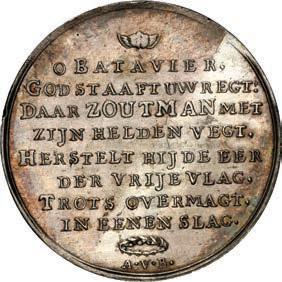 O BATAVIER,
GOD STAAFT UW REGT:
DAAR ZOUTMAN MET
ZIJN HELDEN VEGT,
HERSTELT HIJ DE EER
DER VRIJE VLAG,
TROTS OVERMAGT,
IN ÉÉNEN SLAG.
A.V.B.